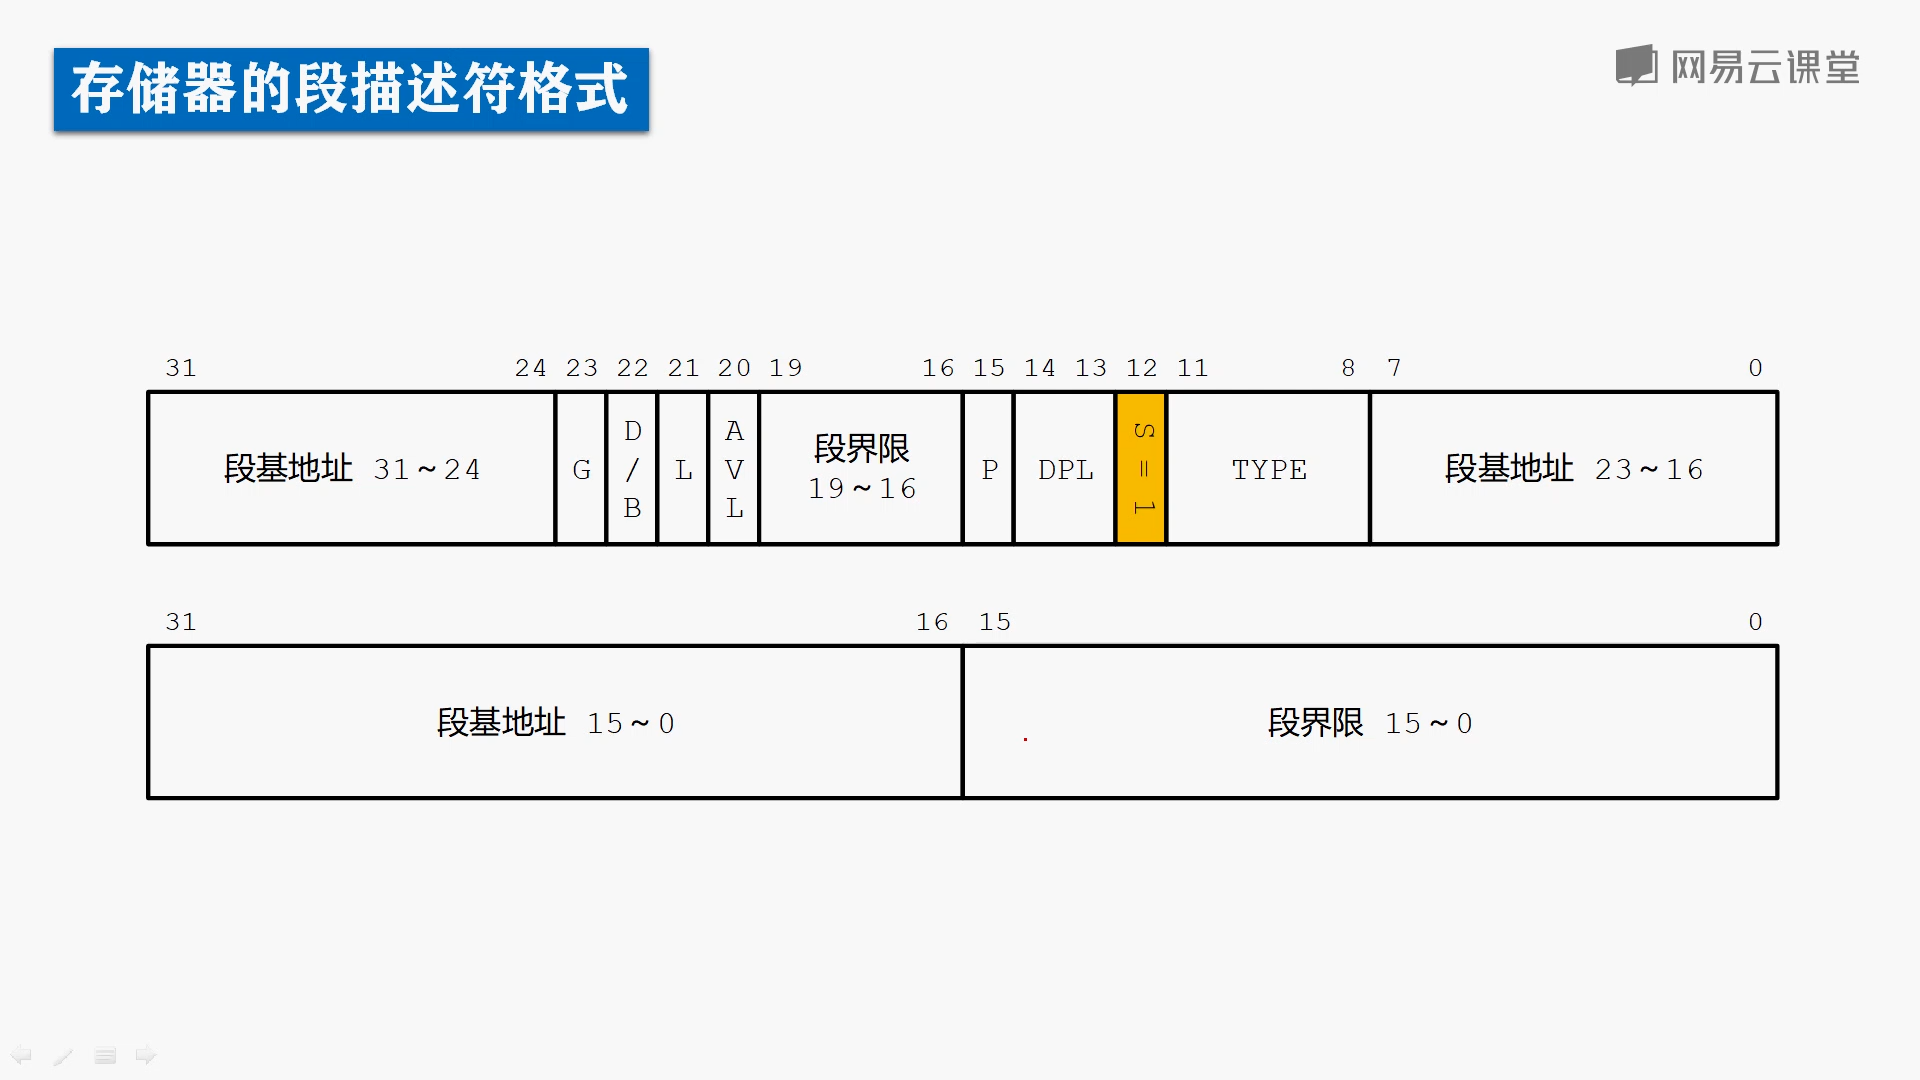 存储器的段描述符格式
网易云课堂
31 24 23 22 21 20 19 16 15 14 13 12 11 8 7 0
段基地址 31~24 G D/B L AVL 段界限 19~16 P DPL S=1 TYPE 段基地址 23~16
31 16 15 0
段基地址 15~0 段界限 15~0